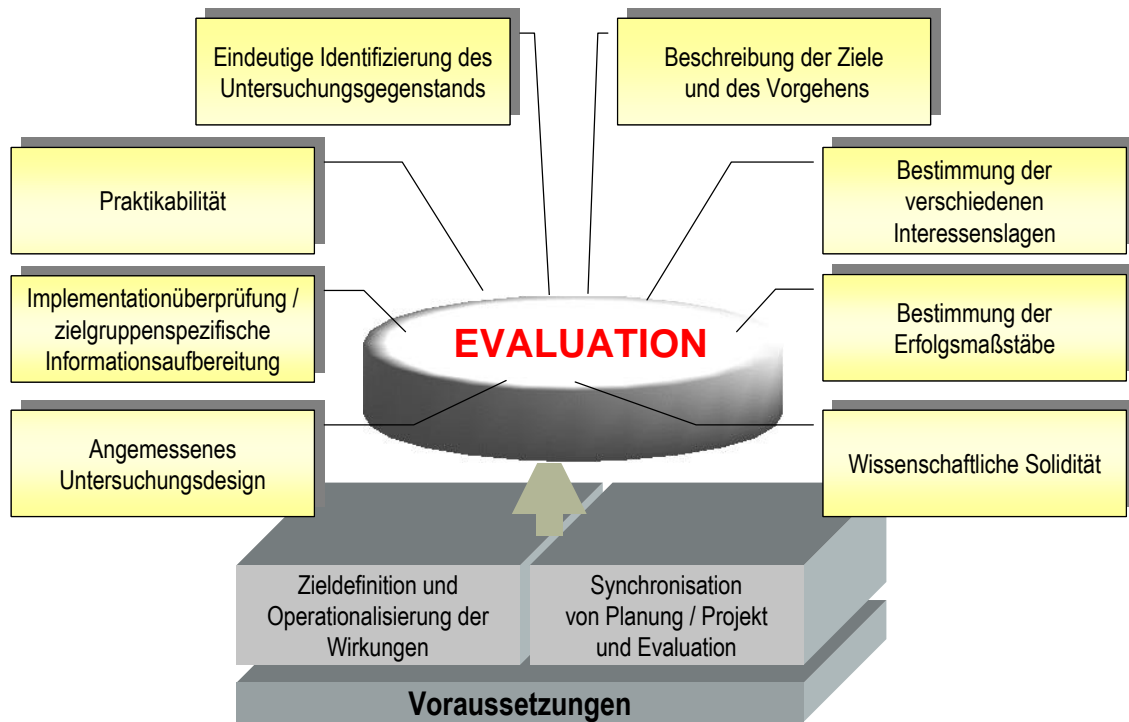 Eindeutige Identifizierung des
Untersuchungsgegenstands
Beschreibung der Ziele
und des Vorgehens
Praktikabilität
Bestimmung der
verschiedenen
Interessenslagen
Implementationüberprüfung /
zielgruppenspezifische
Informationsaufbereitung
EVALUATION
Bestimmung der
Erfolgsmaßstäbe
Angemessenes
Untersuchungsdesign
Wissenschaftliche Solidität
Zieldefinition und
Operationalisierung der
Wirkungen
Synchronisation
von Planung / Projekt
und Evaluation
Voraussetzungen